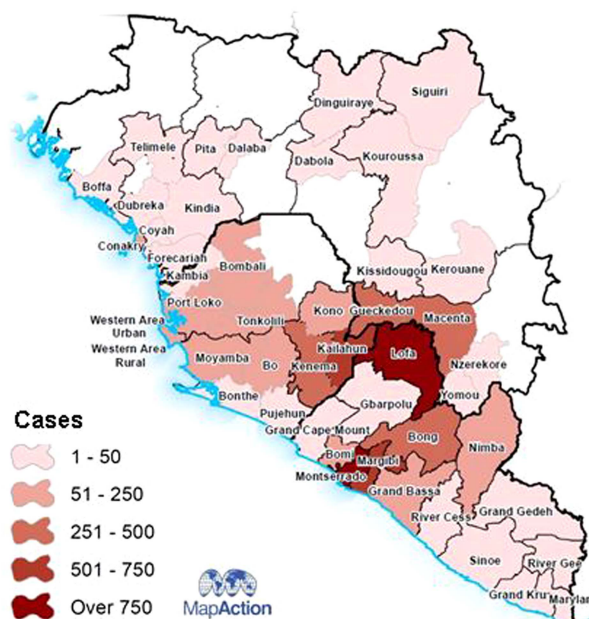 Siguiri
Dinguiraye
Telimele
Pita
Dalaba
Dabola
Kouroussa
Boffa
Dubreka
Kindia
Coyah
Conakry
Forecariah
Kambia
Bombali
Kissidougou
Kerouane
Port Loko
Kono
Gueckedou
Macenta
Western Area
Urban
Tonkolili
Western Area
Rural
Moyamba
Bo
Kenema
Kailahun
Lofa
Nzerekore
Yomou
Bonthe
Pujehun
Gbarpolu
Grand Cape Mount
Bong
Nimba
Bomi
Margibi
Montserrado
Grand Bassa
River Cess
Grand Gedeh
Sinoe
River Gee
Grand Kru
Marylan
Cases
1 - 50
51 - 250
251 - 500
501 - 750
Over 750
MapAction